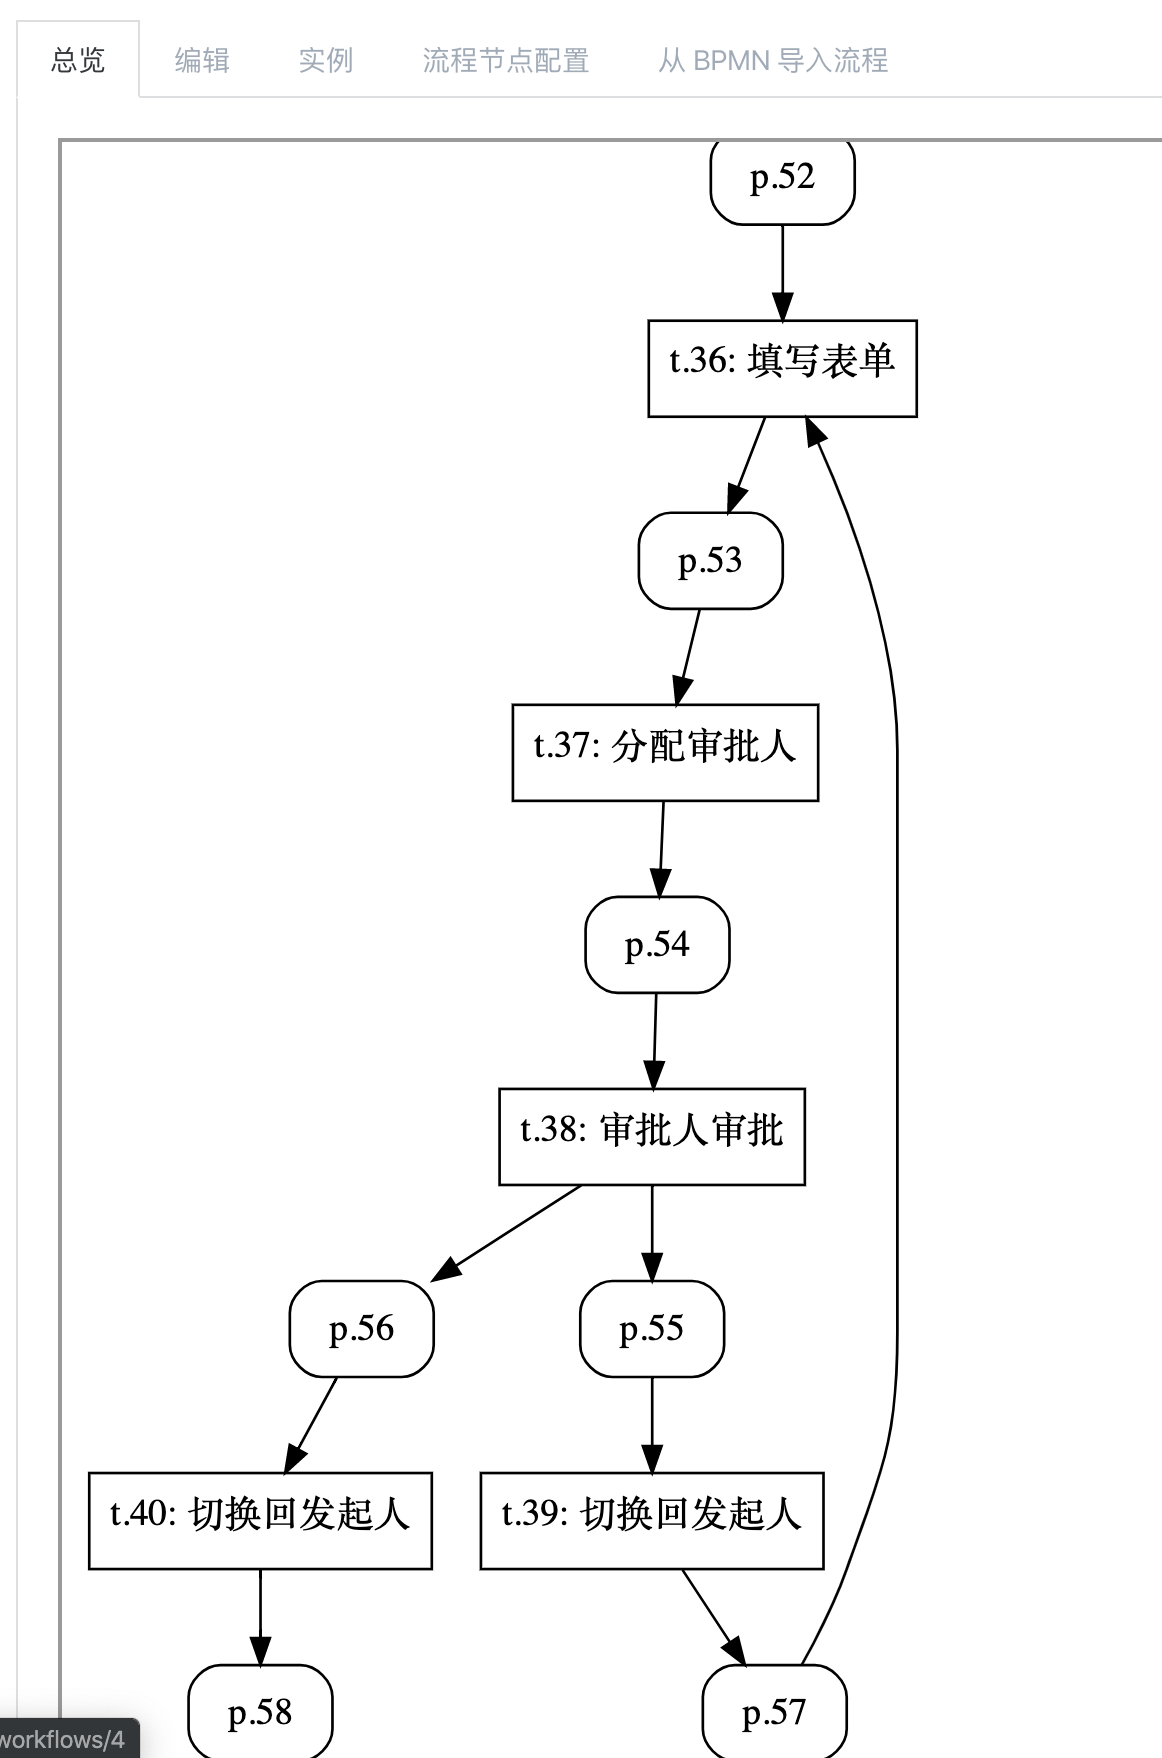 总览
编辑
实例
流程节点配置
从 BPMN 导入流程
p.52
t.36: 填写表单
p.53
t.37: 分配审批人
p.54
t.38: 审批人审批
p.56
p.55
t.40: 切换回发起人
t.39: 切换回发起人
p.58
p.57
workflows/4